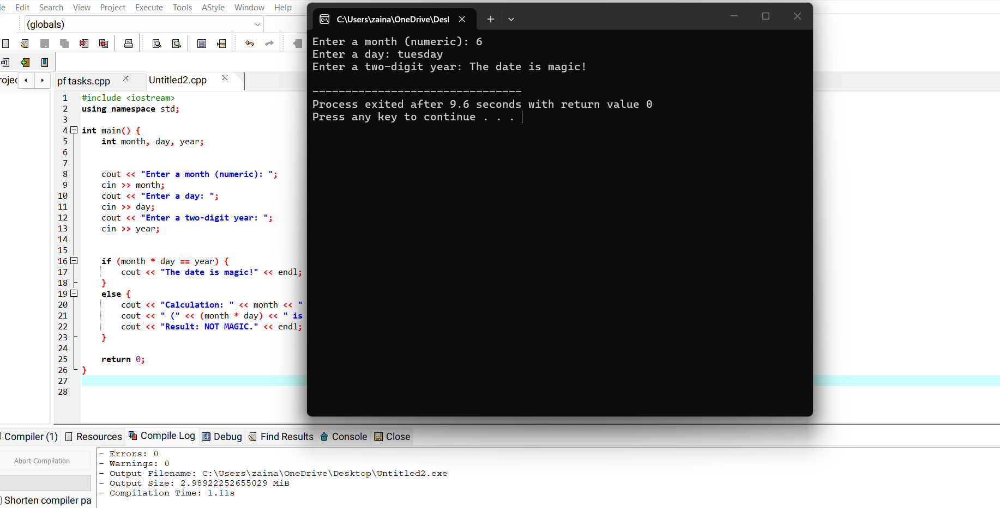 Edit Search View Project Execute Tools AStyle Window Help
(globals)
C:\Users\zaina\OneDrive\Des
pf tasks.cpp
Untitled2.cpp
1 #include <iostream>
2 using namespace std;
3
4 int main() {
5 int month, day, year;
6
7
8 cout << "Enter a month (numeric): ";
9 cin >> month;
10 cout << "Enter a day: ";
11 cin >> day;
12 cout << "Enter a two-digit year: ";
13 cin >> year;
14
15
16 if (month * day == year) {
17 cout << "The date is magic!" << endl;
18 }
19 else {
20 cout << "Calculation: " << month << "
21 cout << " (" << (month * day) << " is
22 cout << "Result: NOT MAGIC." << endl;
23 }
24
25 return 0;
26 }
27
28
Enter a month (numeric): 6
Enter a day: tuesday
Enter a two-digit year: The date is magic!
--------------------------------
Process exited after 9.6 seconds with return value 0
Press any key to continue . . .
Compiler (1) Resources Compile Log Debug Find Results Console Close
Abort Compilation
Shorten compiler pa
- Errors: 0
- Warnings: 0
- Output Filename: C:\Users\zaina\OneDrive\Desktop\Untitled2.exe
- Output Size: 2.98922252655029 MiB
- Compilation Time: 1.11s